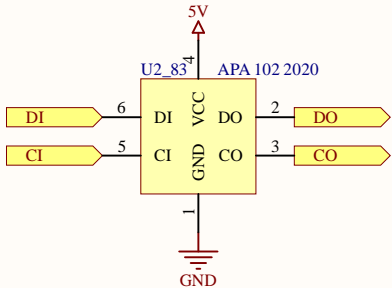 5V
4
U2_83 APA 102 2020
DI 6 DI VCC DO 2 DO
CI 5 CI GND CO 3 CO
1
GND